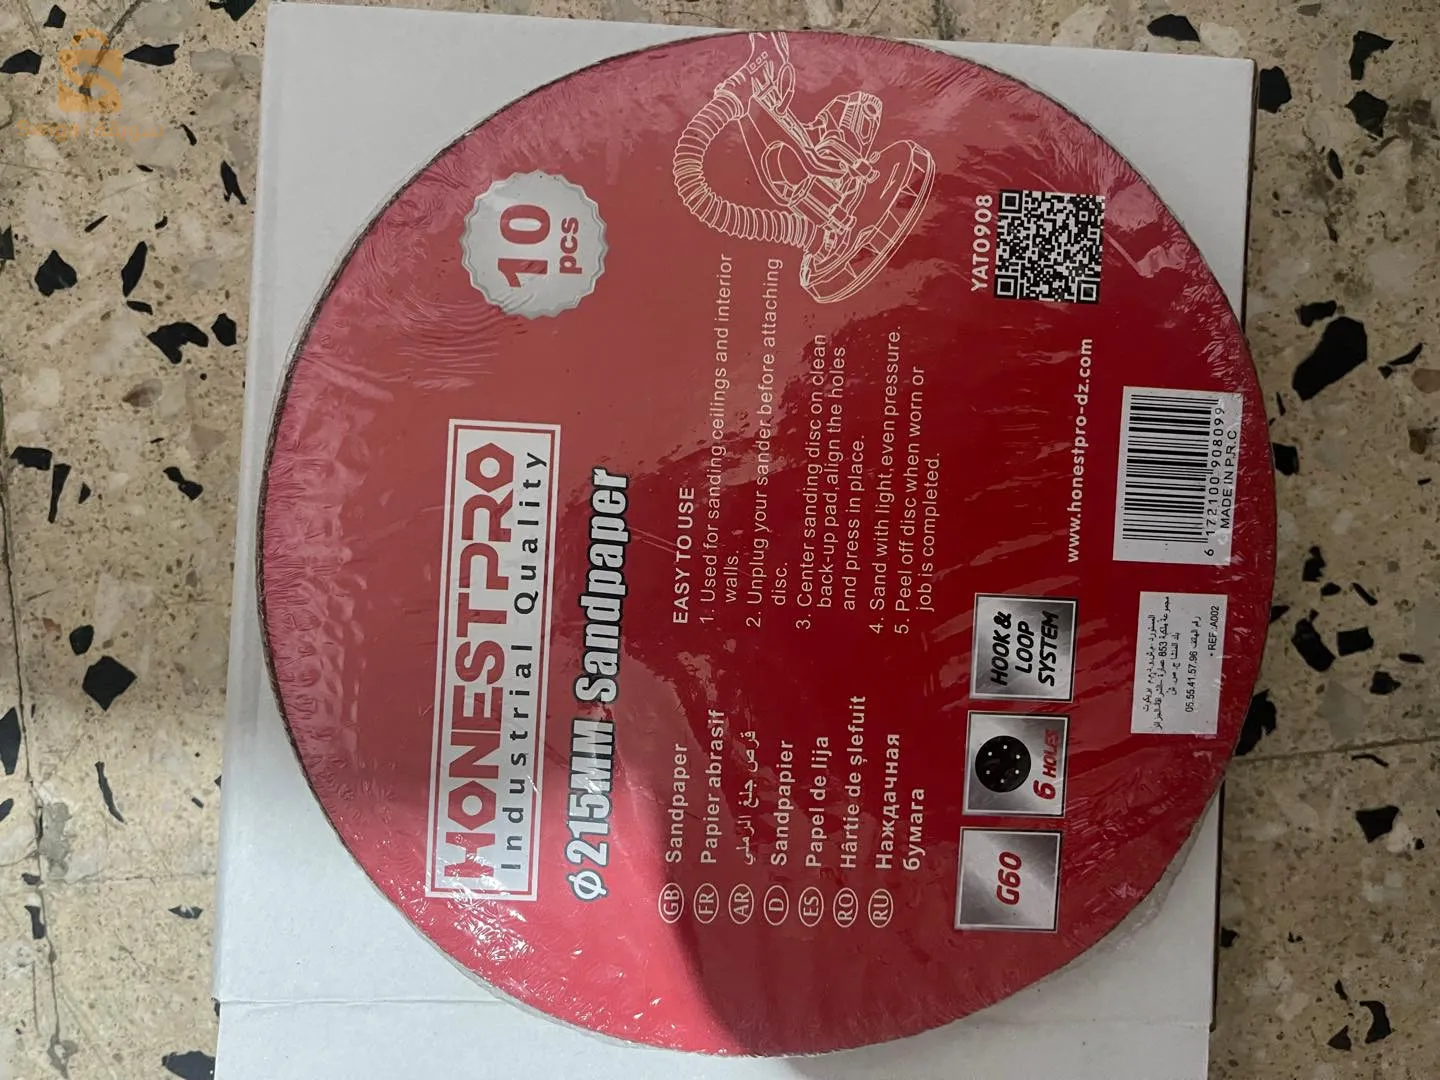 HONESTPRO
Industrial Quality
10
pcs
Φ215MM Sandpaper
GB Sandpaper
FR Papier abrasif
AR قرص جلغ الرملي
D Sandpapier
ES Papel de lija
RO Hârtie de șlefuit
RU Наждачная
бумага
EASY TO USE
1. Used for sanding ceilings and interior
walls.
2. Unplug your sander before attaching
disc.
3. Center sanding disc on clean
back-up pad, align the holes
and press in place.
4. Sand with light, even pressure.
5. Peel off disc when worn or
job is completed.
G60
6 HOLES
HOOK &
LOOP
SYSTEM
www.honestpro-dz.com
YATO908
05.55.41.57.96
* REF :A002
6 172100 908099
MADE IN P.R.C